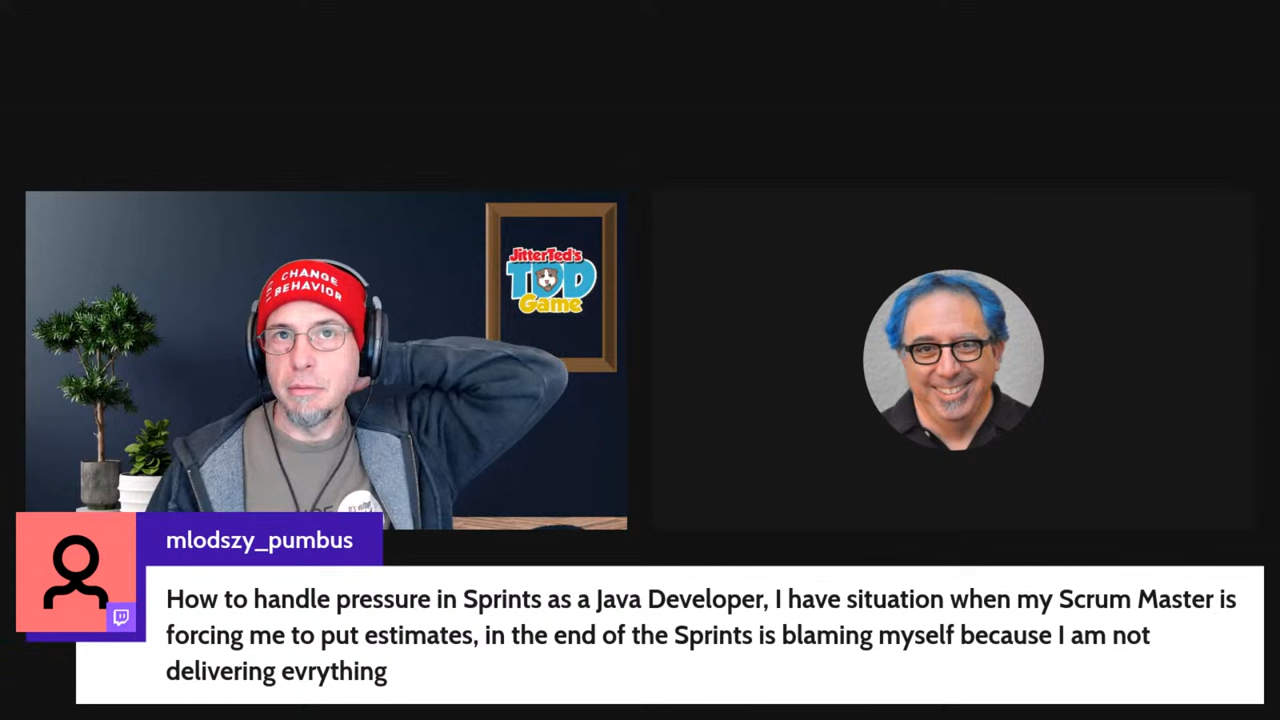 CHANGE
BEHAVIOR
JitterTed's
TDD
Game
mlodszy_pumbus
How to handle pressure in Sprints as a Java Developer, I have situation when my Scrum Master is
forcing me to put estimates, in the end of the Sprints is blaming myself because I am not
delivering evrything